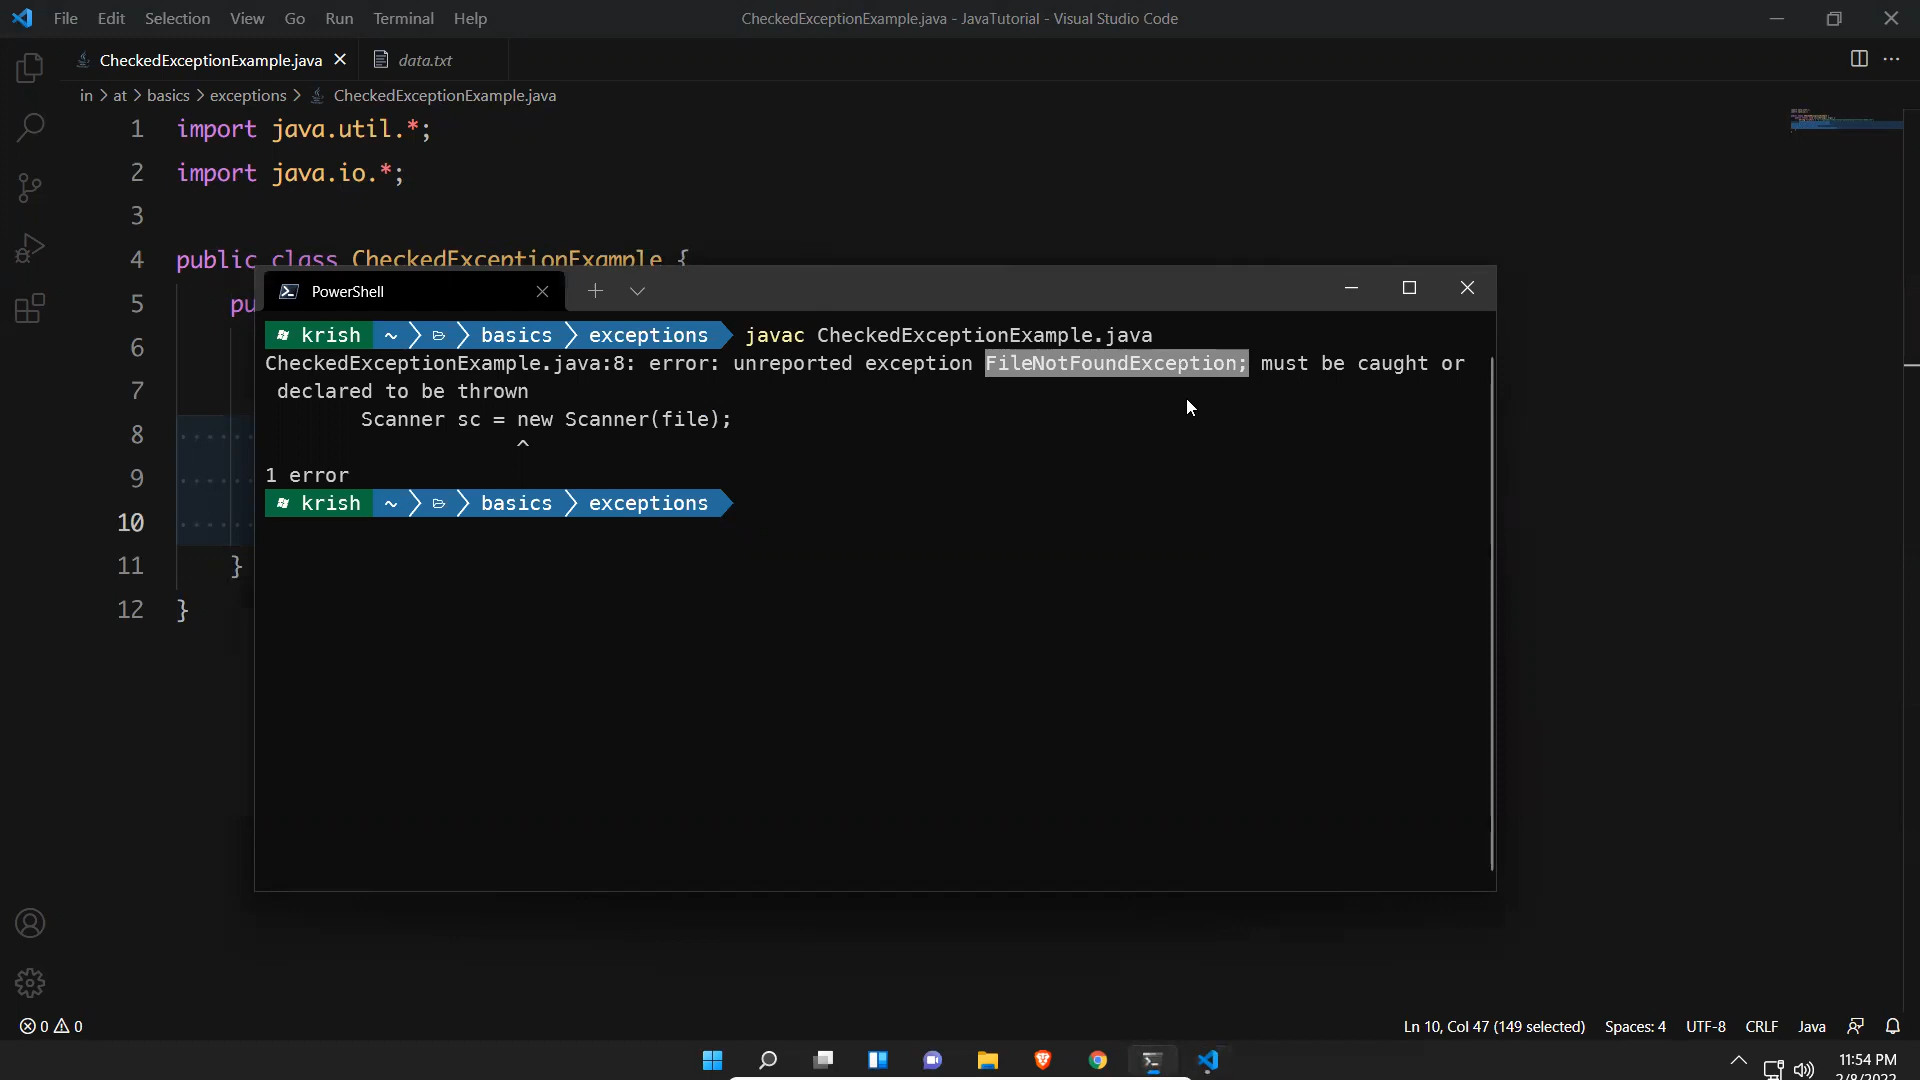 File Edit Selection View Go Run Terminal Help CheckedExceptionExample.java - JavaTutorial - Visual Studio Code
CheckedExceptionExample.java data.txt
in > at > basics > exceptions > CheckedExceptionExample.java
1 import java.util.*;
2 import java.io.*;
3
4 public class CheckedExceptionExample {
5 pu
6
7
8
9
10
11 }
12 }
PowerShell
krish ~ basics exceptions javac CheckedExceptionExample.java
CheckedExceptionExample.java:8: error: unreported exception FileNotFoundException; must be caught or
declared to be thrown
Scanner sc = new Scanner(file);
^
1 error
krish ~ basics exceptions
0 0 Ln 10, Col 47 (149 selected) Spaces: 4 UTF-8 CRLF Java
11:54 PM
2/8/2022